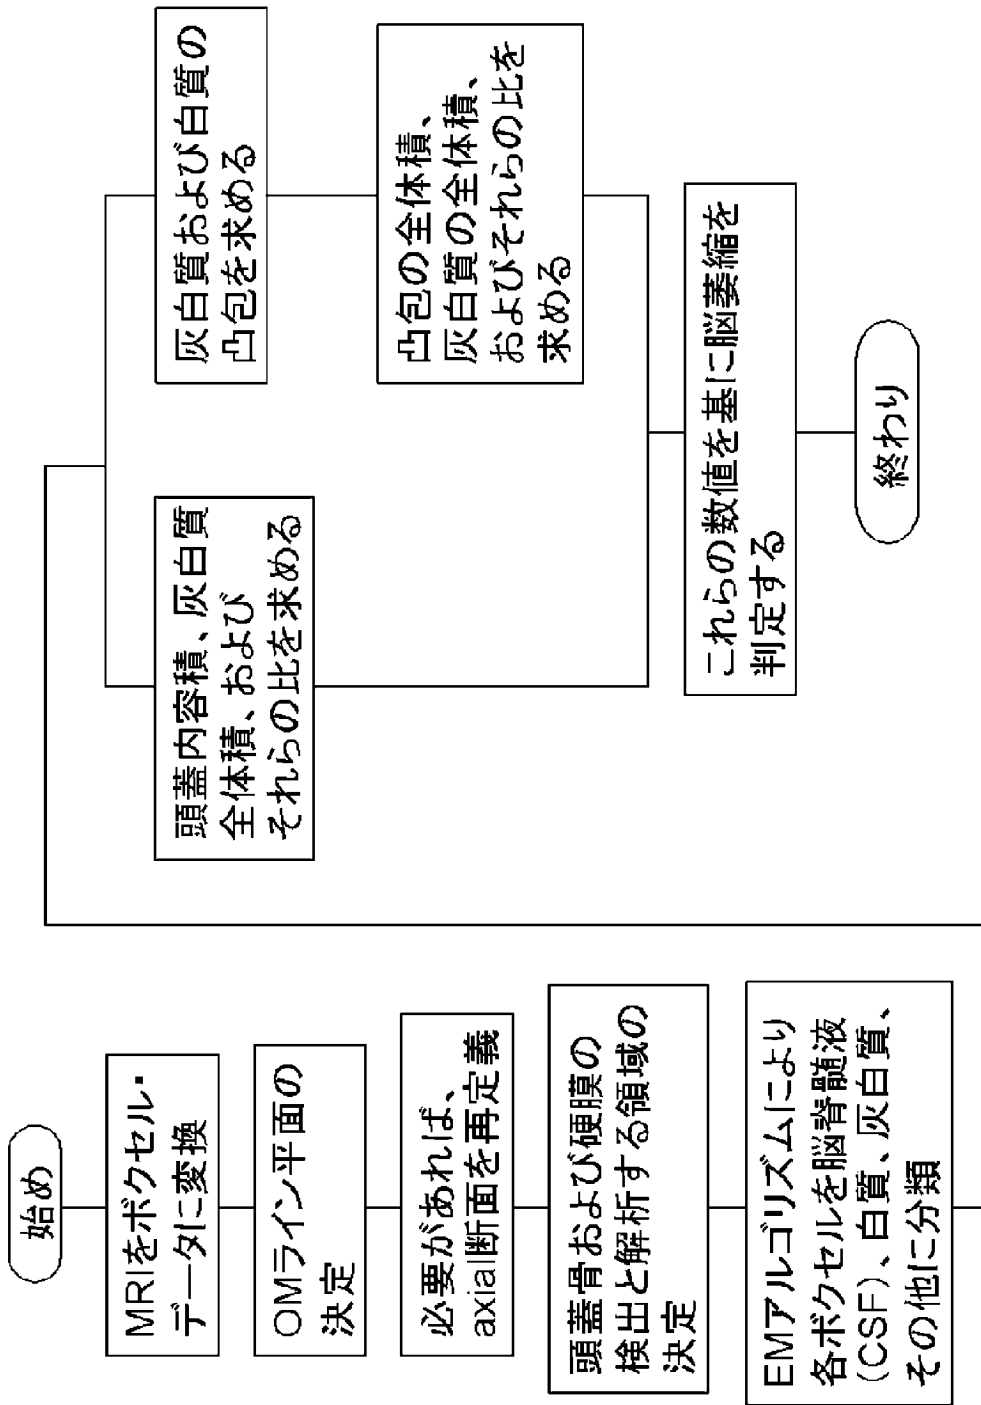 始め
MRIをボクセル・
データに変換
OMライン平面の
決定
必要があれば、
axial断面を再定義
頭蓋骨および硬膜の
検出と解析する領域の
決定
EMアルゴリズムにより
各ボクセルを脳脊髄液
(CSF)、白質、灰白質、
その他に分類
頭蓋内容積、灰白質
全体積、および
それらの比を求める
灰白質および白質の
凸包を求める
凸包の全体積、
灰白質の全体積、
およびそれらの比を
求める
これらの数値を基に脳萎縮を
判定する
終わり